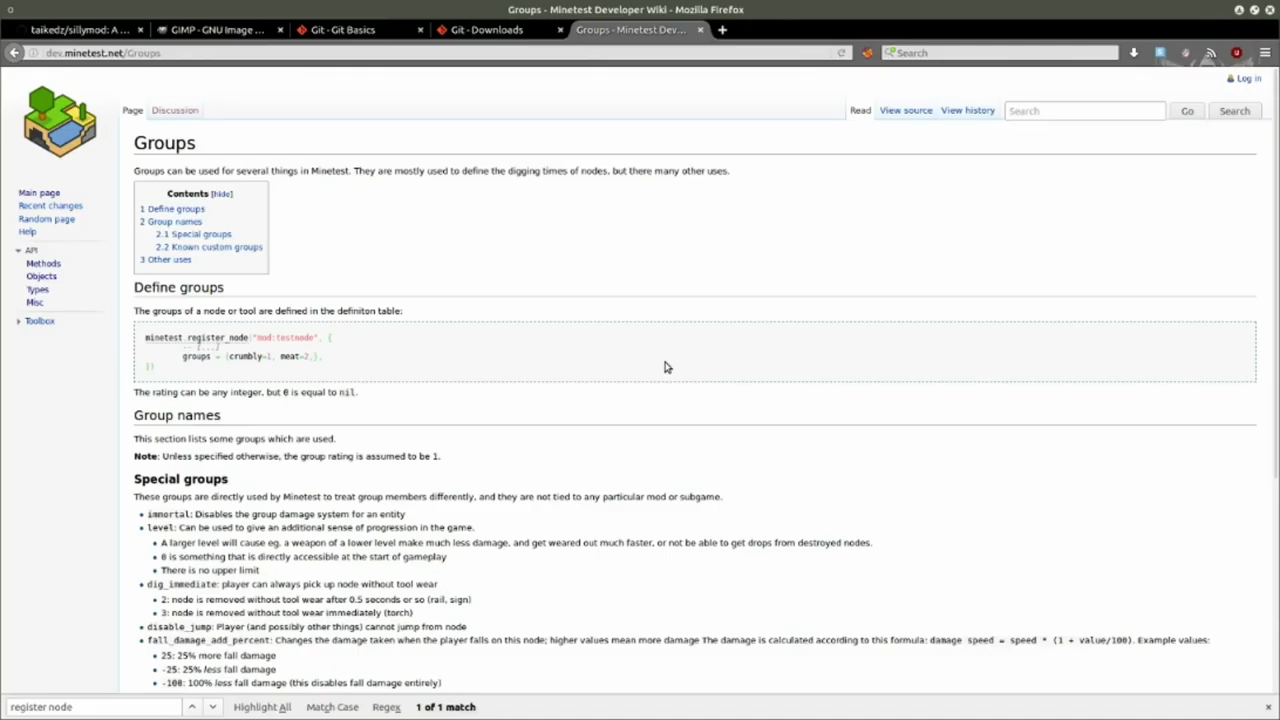 Groups - Minetest Developer Wiki - Mozilla Firefox
taikedz/sillymod: A ... × GIMP - GNU Image ... × Git - Git Basics × Git - Downloads × Groups - Minetest Dev... ×
dev.minetest.net/Groups Search
Log in
Page Discussion Read View source View history Search Go Search
Groups
Groups can be used for several things in Minetest. They are mostly used to define the digging times of nodes, but there many other uses.
Contents [hide]
1 Define groups
2 Group names
2.1 Special groups
2.2 Known custom groups
3 Other uses
Main page
Recent changes
Random page
Help
API
Methods
Objects
Types
Misc
Toolbox
Define groups
The groups of a node or tool are defined in the definiton table:
minetest.register_node("mod:testnode", {
-- [...]
groups = {crumbly=1, meat=2,},
})
The rating can be any integer, but 0 is equal to nil.
Group names
This section lists some groups which are used.
Note: Unless specified otherwise, the group rating is assumed to be 1.
Special groups
These groups are directly used by Minetest to treat group members differently, and they are not tied to any particular mod or subgame.
• immortal: Disables the group damage system for an entity
• level: Can be used to give an additional sense of progression in the game.
• A larger level will cause eg. a weapon of a lower level make much less damage, and get weared out much faster, or not be able to get drops from destroyed nodes.
• 0 is something that is directly accessible at the start of gameplay
• There is no upper limit
• dig_immediate: player can always pick up node without tool wear
• 2: node is removed without tool wear after 0.5 seconds or so (rail, sign)
• 3: node is removed without tool wear immediately (torch)
• disable_jump: Player (and possibly other things) cannot jump from node
• fall_damage_add_percent: Changes the damage taken when the player falls on this node; higher values mean more damage The damage is calculated according to this formula: damage speed = speed * (1 + value/100). Example values:
• 25: 25% more fall damage
• -25: 25% less fall damage
• -100: 100% less fall damage (this disables fall damage entirely)
register node Highlight All Match Case Regex 1 of 1 match ×